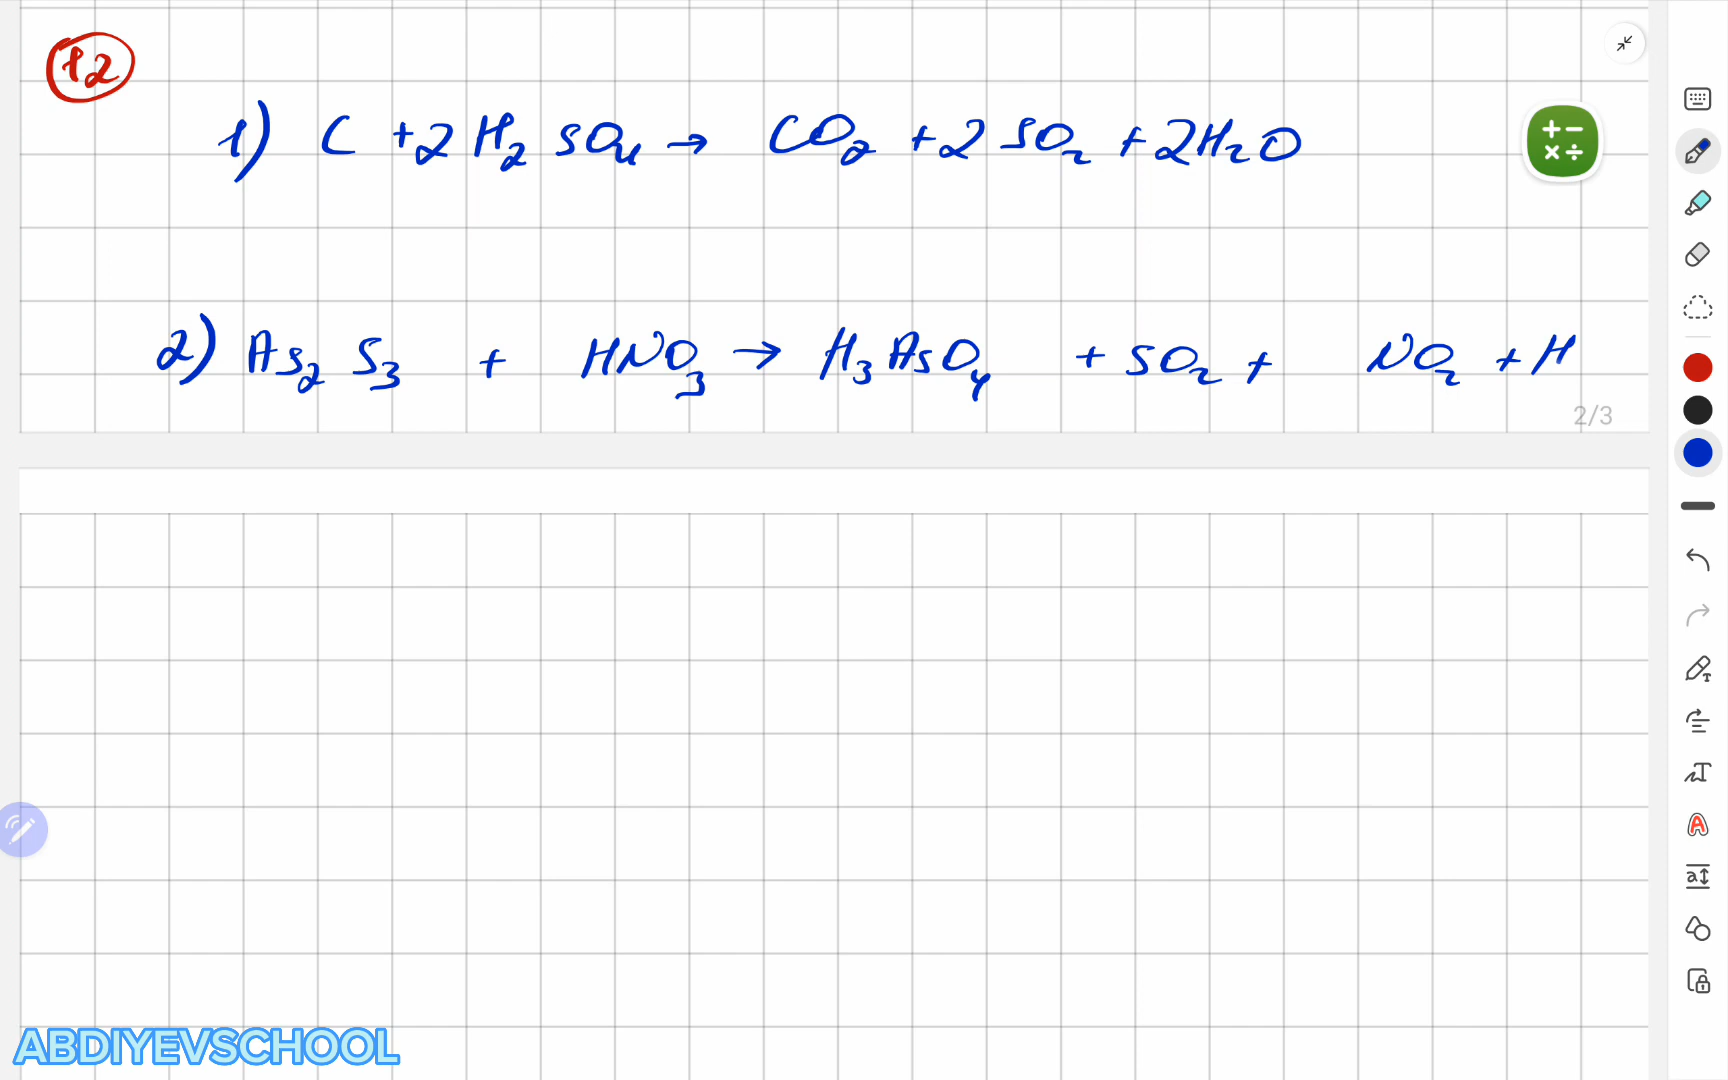 12
1) C + 2 H₂SO₄ → CO₂ + 2 SO₂ + 2H₂O
2) As₂S₃ + HNO₃ → H₃AsO₄ + SO₂ + NO₂ + H
2/3
ABDIYEVSCHOOL